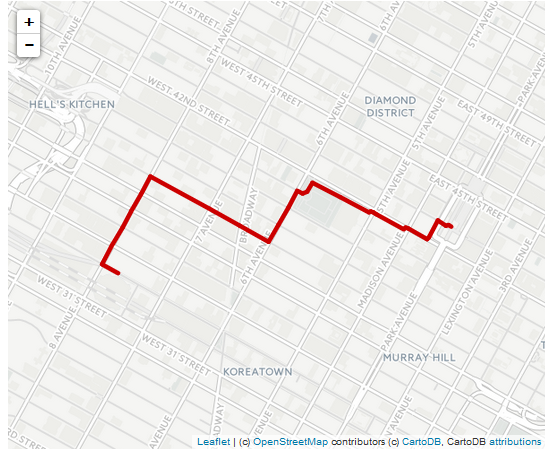 +
−
10TH AVENUE
8TH AVENUE
7TH AVENUE
5TH AVENUE
PARK AVE
WEST 45TH STREET
WEST 42ND STREET
HELL'S KITCHEN
DIAMOND
DISTRICT
6TH AVENUE
5TH AVENUE
EAST 49TH STREET
EAST 45TH STREET
7 AVENUE
BROADWAY
6TH AVENUE
MADISON AVENUE
PARK AVENUE
LEXINGTON AVENUE
3RD AVENUE
WEST 31 STREET
8 AVENUE
WEST 31 STREET
KOREATOWN
MURRAY HILL
BROADWAY
Leaflet | (c) OpenStreetMap contributors (c) CartoDB, CartoDB attributions